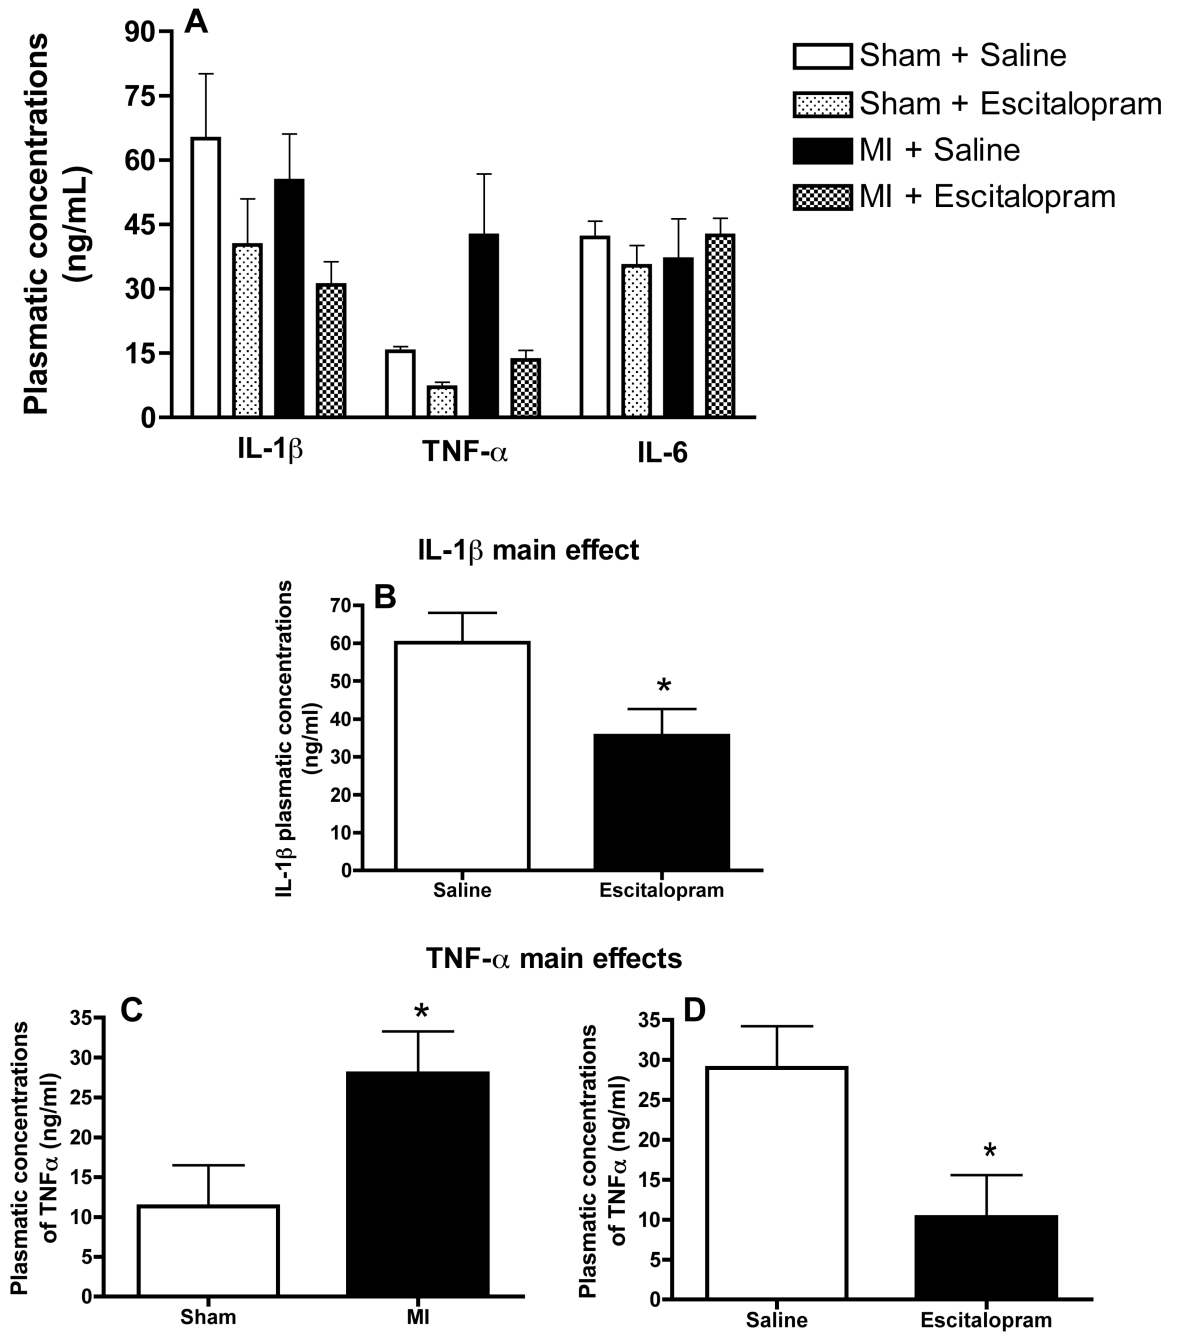 A
Plasmatic concentrations
(ng/mL)
90
75
60
45
30
15
0
IL-1β
TNF-α
IL-6
Sham + Saline
Sham + Escitalopram
MI + Saline
MI + Escitalopram
IL-1β main effect
B
IL-1β plasmatic concentrations
(ng/ml)
70
60
50
40
30
20
10
0
*
Saline
Escitalopram
TNF-α main effects
C
Plasmatic concentrations
of TNFα (ng/ml)
35
30
25
20
15
10
5
0
*
Sham
MI
D
Plasmatic concentrations
of TNFα (ng/ml)
35
30
25
20
15
10
5
0
*
Saline
Escitalopram